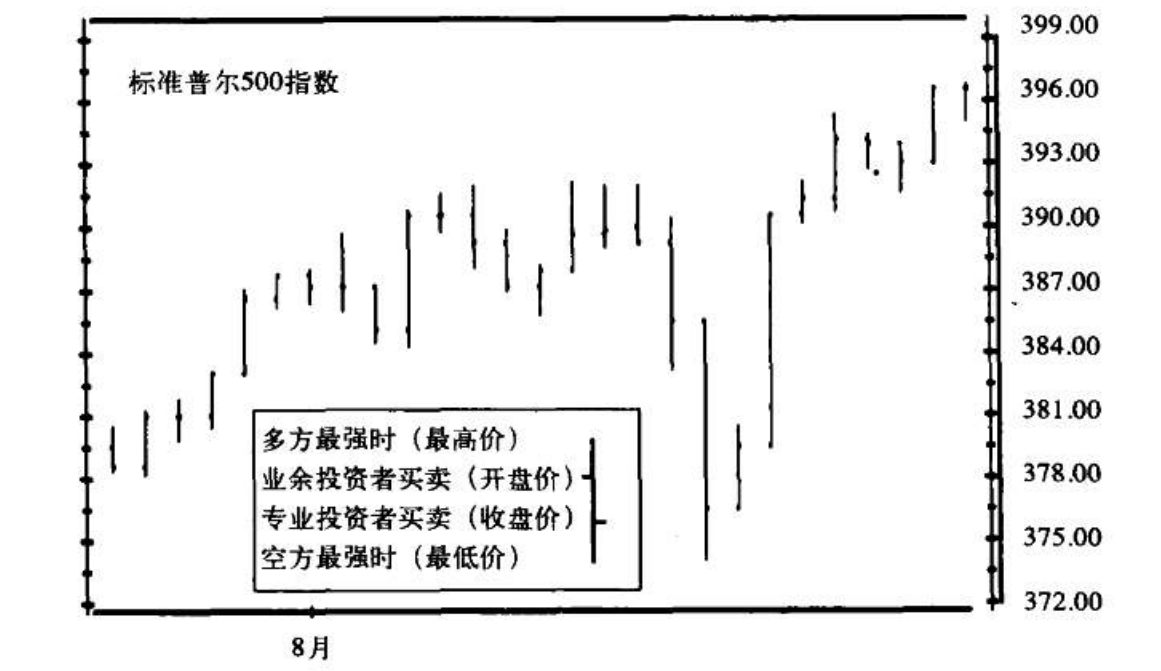 标准普尔500指数
399.00
396.00
393.00
390.00
387.00
384.00
381.00
378.00
375.00
372.00
多方最强时（最高价）
业余投资者买卖（开盘价）
专业投资者买卖（收盘价）
空方最强时（最低价）
8月